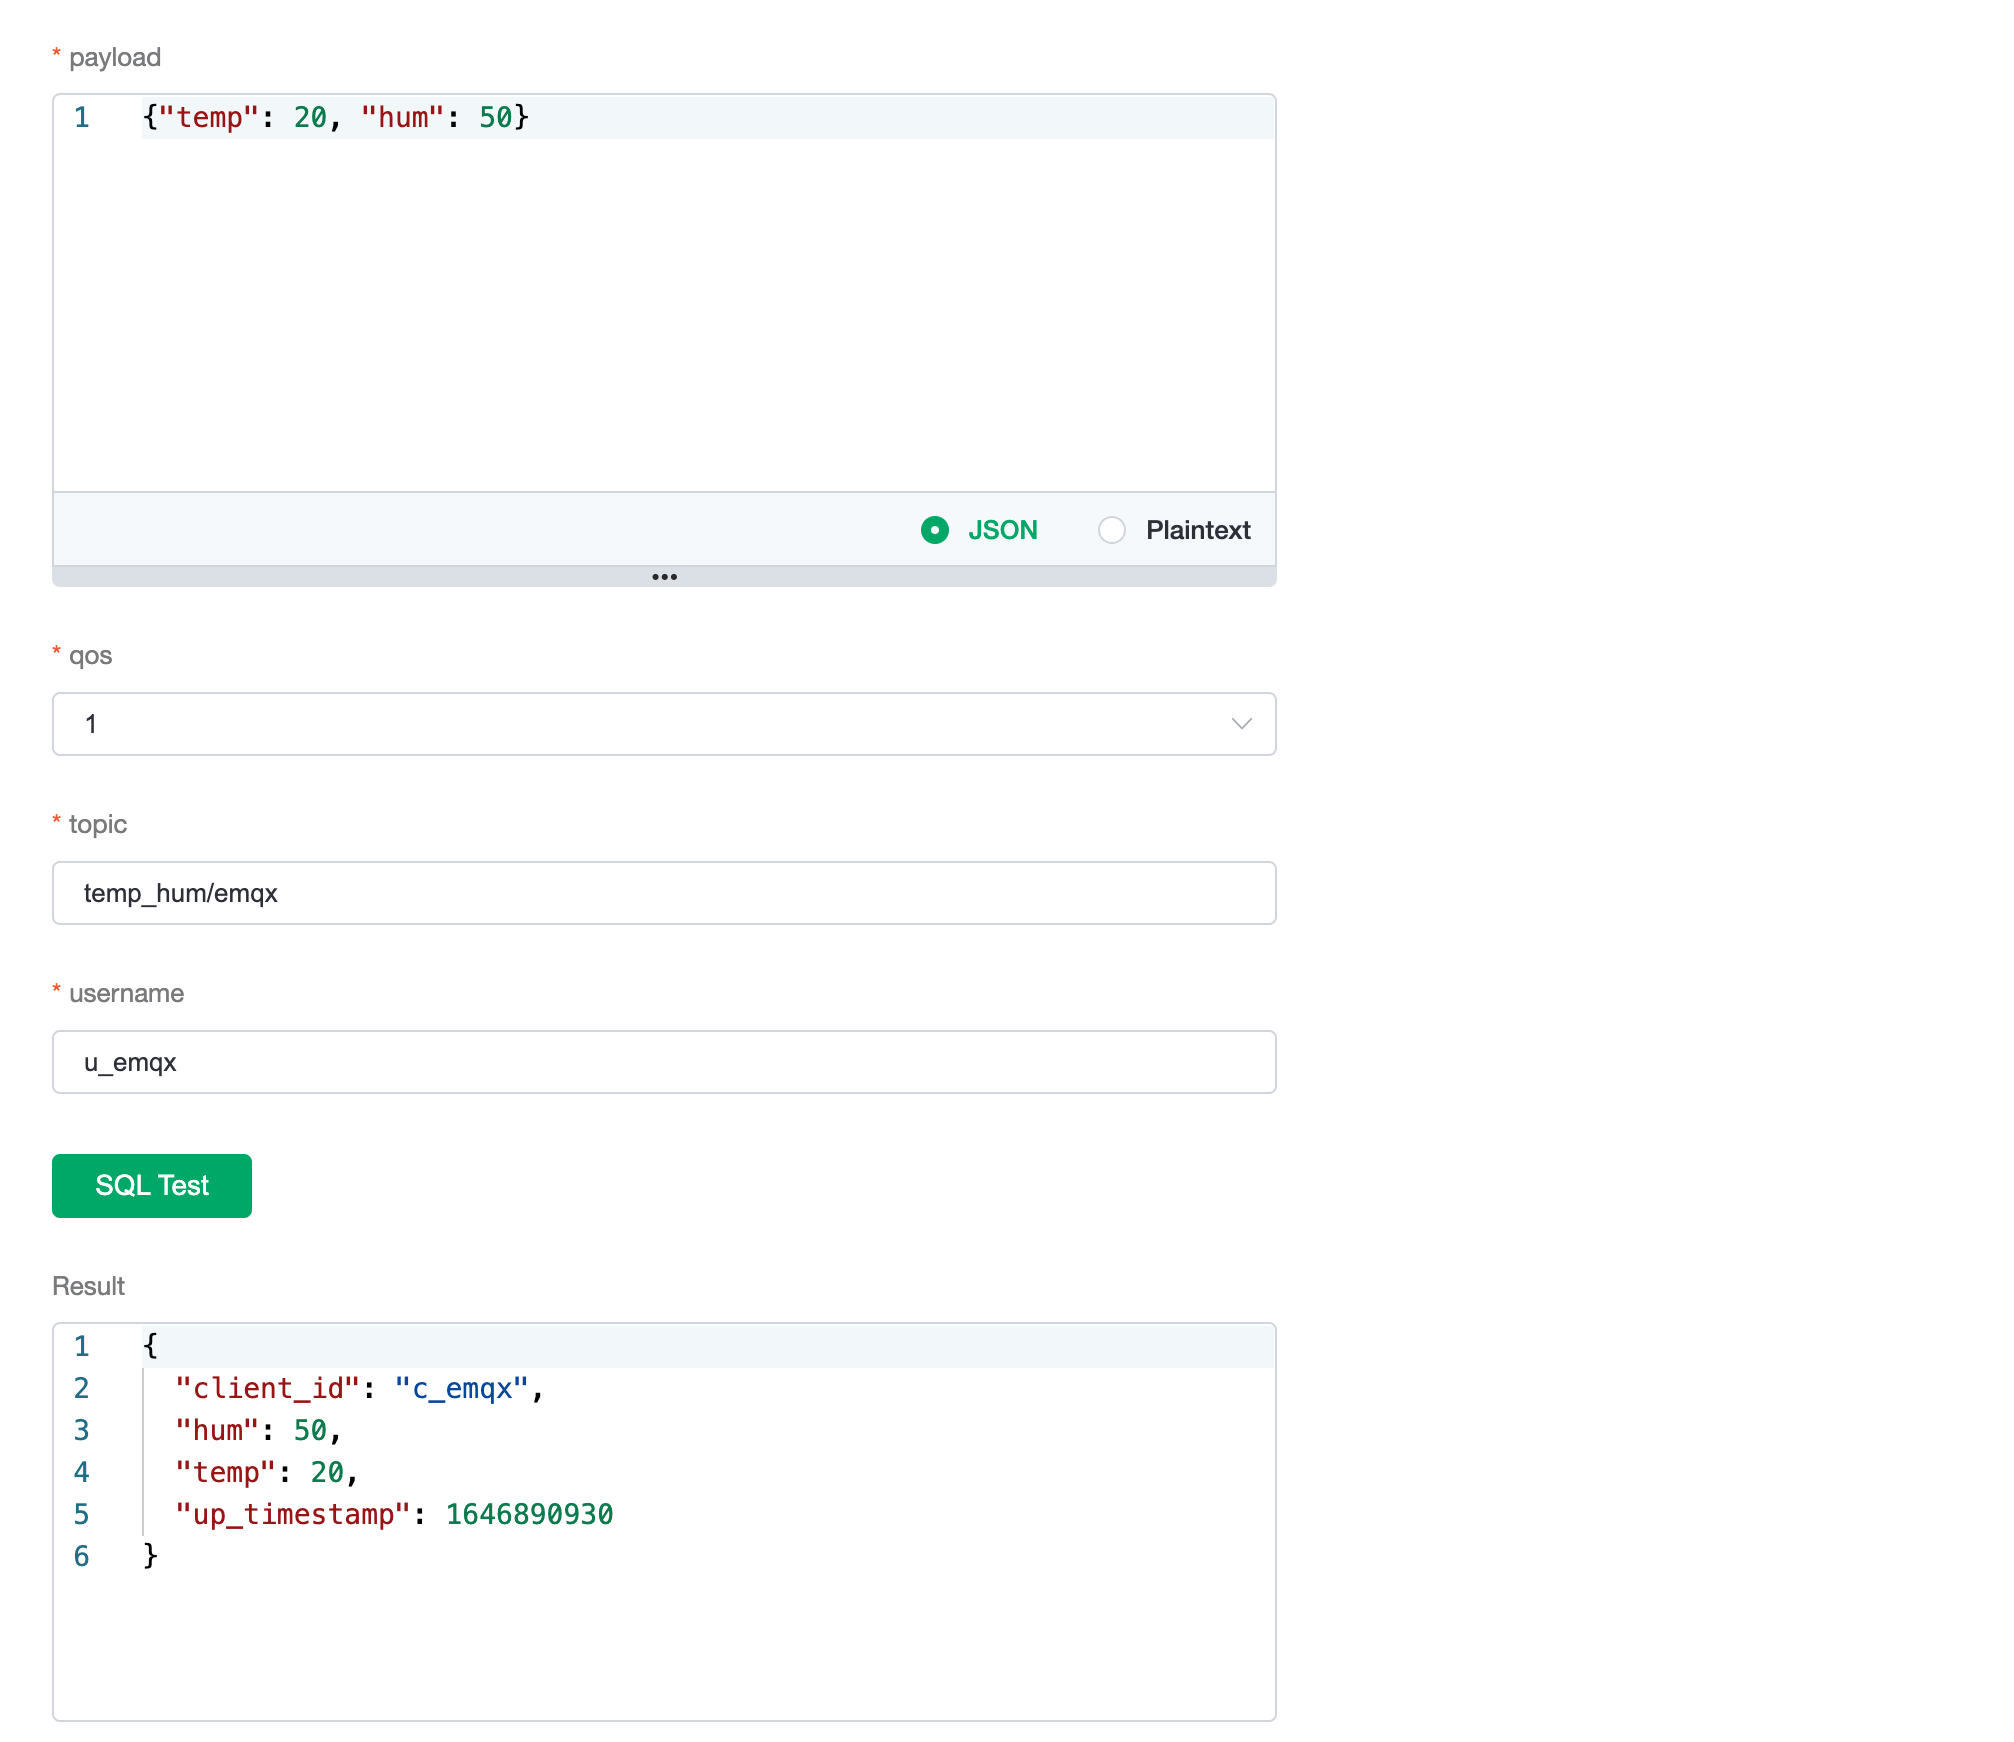 * payload
1 {"temp": 20, "hum": 50}
JSON Plaintext
•••
* qos
1
* topic
temp_hum/emqx
* username
u_emqx
SQL Test
Result
1 {
2 "client_id": "c_emqx",
3 "hum": 50,
4 "temp": 20,
5 "up_timestamp": 1646890930
6 }